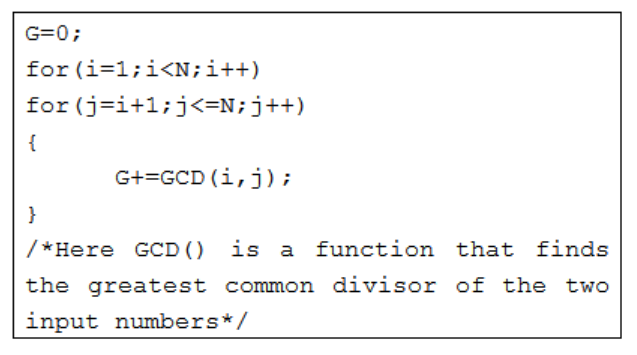 G=0;
for(i=1;i<N;i++)
for(j=i+1;j<=N;j++)
{
G+=GCD(i,j);
}
/*Here GCD() is a function that finds
the greatest common divisor of the two
input numbers*/